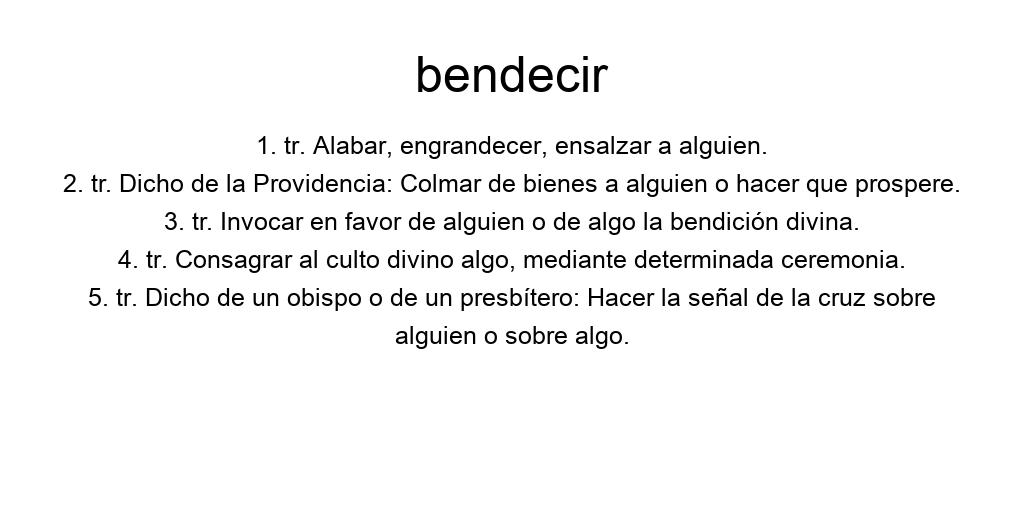 bendecir
1. tr. Alabar, engrandecer, ensalzar a alguien.
2. tr. Dicho de la Providencia: Colmar de bienes a alguien o hacer que prospere.
3. tr. Invocar en favor de alguien o de algo la bendición divina.
4. tr. Consagrar al culto divino algo, mediante determinada ceremonia.
5. tr. Dicho de un obispo o de un presbítero: Hacer la señal de la cruz sobre
alguien o sobre algo.